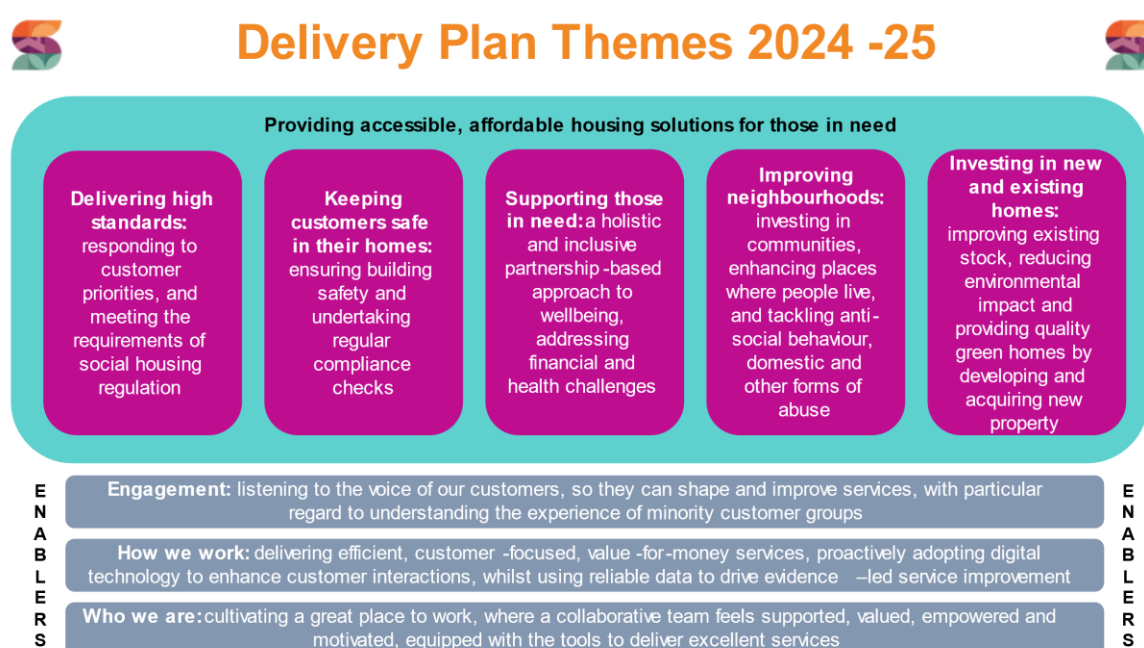 Delivery Plan Themes 2024 -25
Providing accessible, affordable housing solutions for those in need
Delivering high
standards:
responding to
customer
priorities, and
meeting the
requirements of
social housing
regulation
Keeping
customers safe
in their homes:
ensuring building
safety and
undertaking
regular
compliance
checks
Supporting those
in need: a holistic
and inclusive
partnership -based
approach to
wellbeing,
addressing
financial and
health challenges
Improving
neighbourhoods:
investing in
communities,
enhancing places
where people live,
and tackling anti-
social behaviour,
domestic and
other forms of
abuse
Investing in new
and existing
homes:
improving existing
stock, reducing
environmental
impact and
providing quality
green homes by
developing and
acquiring new
property
E
N
A
B
L
E
R
S
Engagement: listening to the voice of our customers, so they can shape and improve services, with particular
regard to understanding the experience of minority customer groups
How we work: delivering efficient, customer -focused, value -for-money services, proactively adopting digital
technology to enhance customer interactions, whilst using reliable data to drive evidence –led service improvement
Who we are: cultivating a great place to work, where a collaborative team feels supported, valued, empowered and
motivated, equipped with the tools to deliver excellent services
E
N
A
B
L
E
R
S